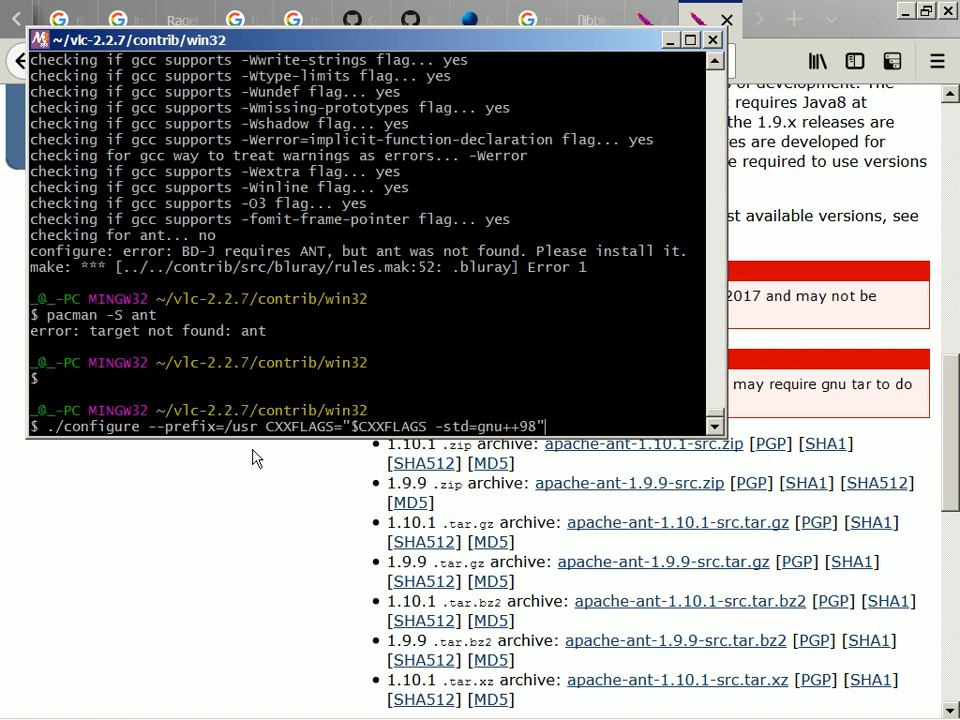 Ragel
[libblu
~/vlc-2.2.7/contrib/win32
checking if gcc supports -Wwrite-strings flag... yes
checking if gcc supports -Wtype-limits flag... yes
checking if gcc supports -Wundef flag... yes
checking if gcc supports -Wmissing-prototypes flag... yes
checking if gcc supports -Wshadow flag... yes
checking if gcc supports -Werror=implicit-function-declaration flag... yes
checking for gcc way to treat warnings as errors... -Werror
checking if gcc supports -Wextra flag... yes
checking if gcc supports -Winline flag... yes
checking if gcc supports -O3 flag... yes
checking if gcc supports -fomit-frame-pointer flag... yes
checking for ant... no
configure: error: BD-J requires ANT, but ant was not found. Please install it.
make: *** [../../contrib/src/bluray/rules.mak:52: .bluray] Error 1
_@_-PC MINGW32 ~/vlc-2.2.7/contrib/win32
$ pacman -S ant
error: target not found: ant
_@_-PC MINGW32 ~/vlc-2.2.7/contrib/win32
$
_@_-PC MINGW32 ~/vlc-2.2.7/contrib/win32
$ ./configure --prefix=/usr CXXFLAGS="$CXXFLAGS -std=gnu++98"
of development. The
requires Java8 at
the 1.9.x releases are
es are developed for
e required to use versions
st available versions, see
2017 and may not be
may require gnu tar to do
1.10.1 .zip archive: apache-ant-1.10.1-src.zip [PGP] [SHA1]
[SHA512] [MD5]
1.9.9 .zip archive: apache-ant-1.9.9-src.zip [PGP] [SHA1] [SHA512]
[MD5]
1.10.1 .tar.gz archive: apache-ant-1.10.1-src.tar.gz [PGP] [SHA1]
[SHA512] [MD5]
1.9.9 .tar.gz archive: apache-ant-1.9.9-src.tar.gz [PGP] [SHA1]
[SHA512] [MD5]
1.10.1 .tar.bz2 archive: apache-ant-1.10.1-src.tar.bz2 [PGP] [SHA1]
[SHA512] [MD5]
1.9.9 .tar.bz2 archive: apache-ant-1.9.9-src.tar.bz2 [PGP] [SHA1]
[SHA512] [MD5]
1.10.1 .tar.xz archive: apache-ant-1.10.1-src.tar.xz [PGP] [SHA1]
[SHA512] [MD5]